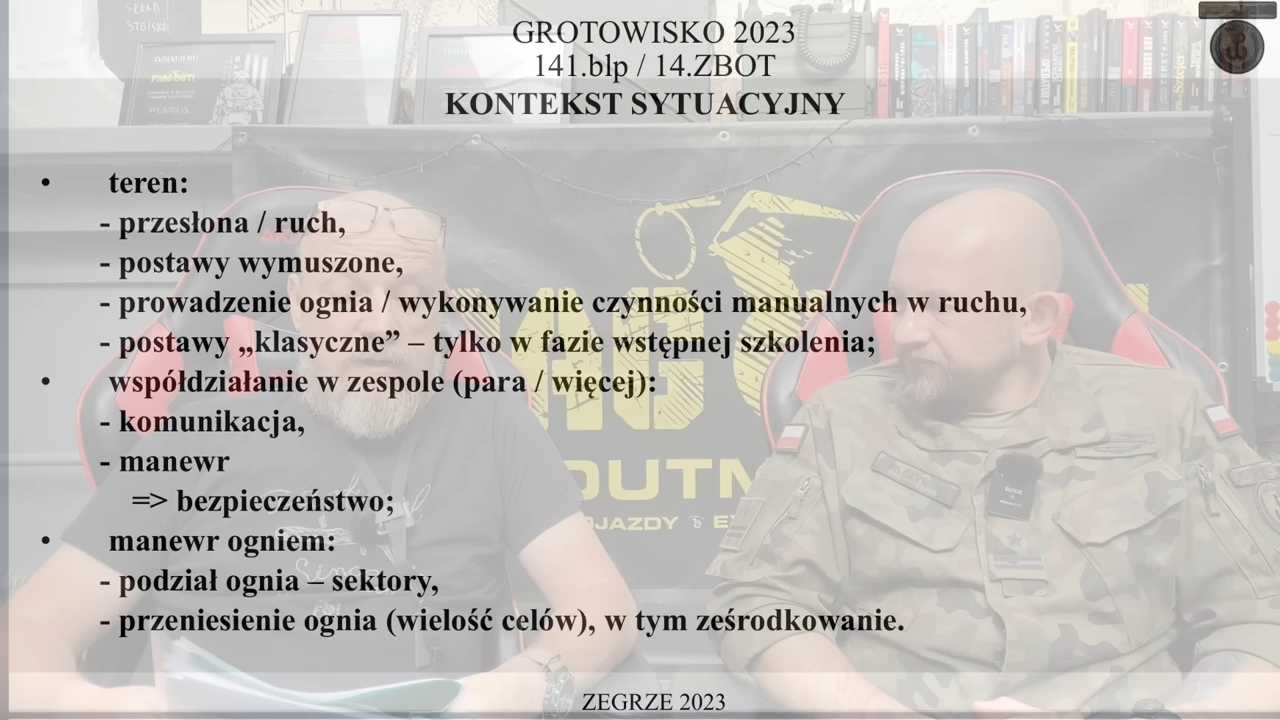 GROTOWISKO 2023
141.blp / 14.ZBOT
KONTEKST SYTUACYJNY
• teren:
- przesłona / ruch,
- postawy wymuszone,
- prowadzenie ognia / wykonywanie czynności manualnych w ruchu,
- postawy „klasyczne” – tylko w fazie wstępnej szkolenia;
• współdziałanie w zespole (para / więcej):
- komunikacja,
- manewr
=> bezpieczeństwo;
• manewr ogniem:
- podział ognia – sektory,
- przeniesienie ognia (wielość celów), w tym ześrodkowanie.
ZEGRZE 2023